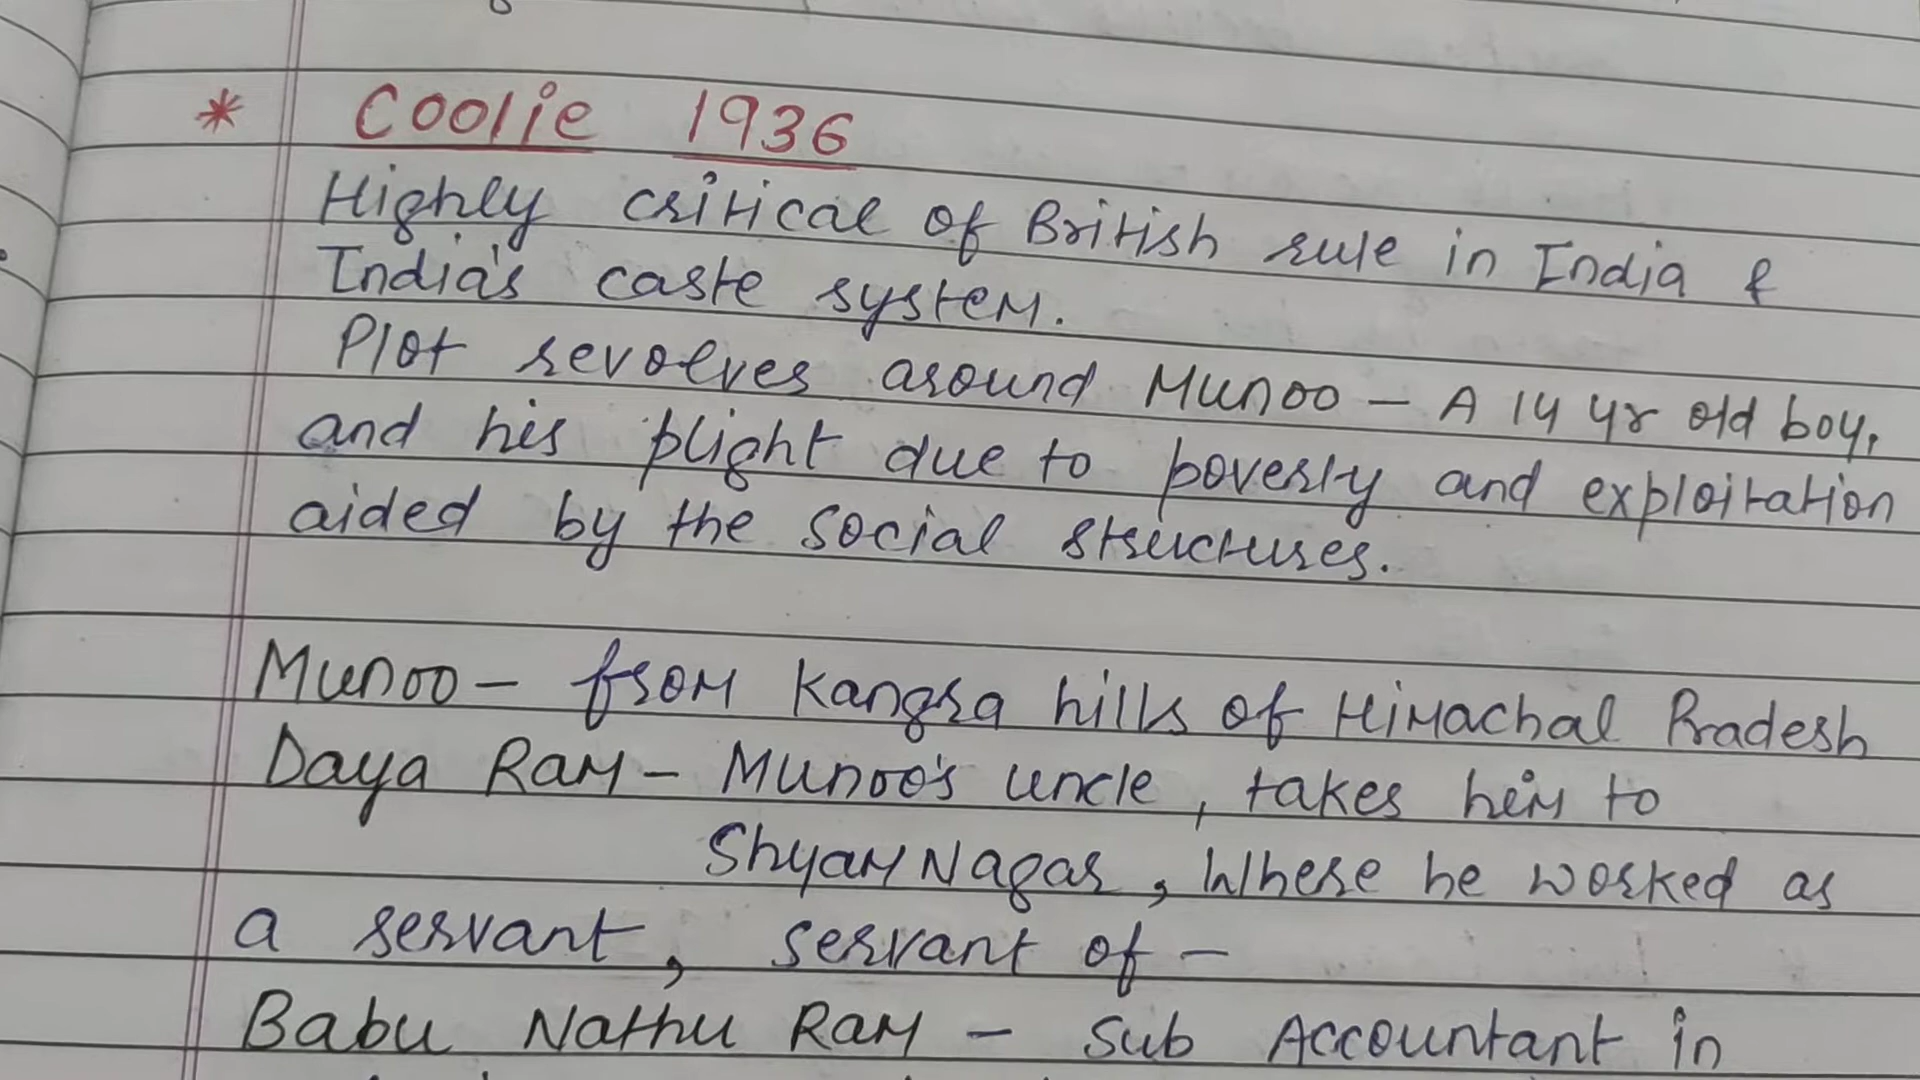 * Coolie 1936
Highly critical of British rule in India &
India's caste system.
Plot revolves around Munoo - A 14 yr old boy,
and his plight due to poverty and exploitation
aided by the social structures.
Munoo - from Kangra hills of Himachal Pradesh
Daya Ram - Munoo's uncle, takes him to
Shyam Nagar, Where he worked as
a servant, servant of -
Babu Nathu Ram - Sub Accountant in